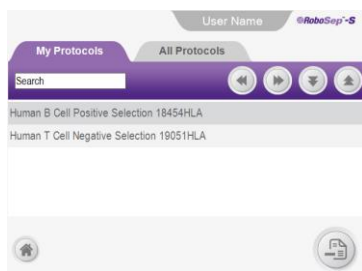 User Name
RoboSep®-S
My Protocols
All Protocols
Search
Human B Cell Positive Selection 18454HLA
Human T Cell Negative Selection 19051HLA